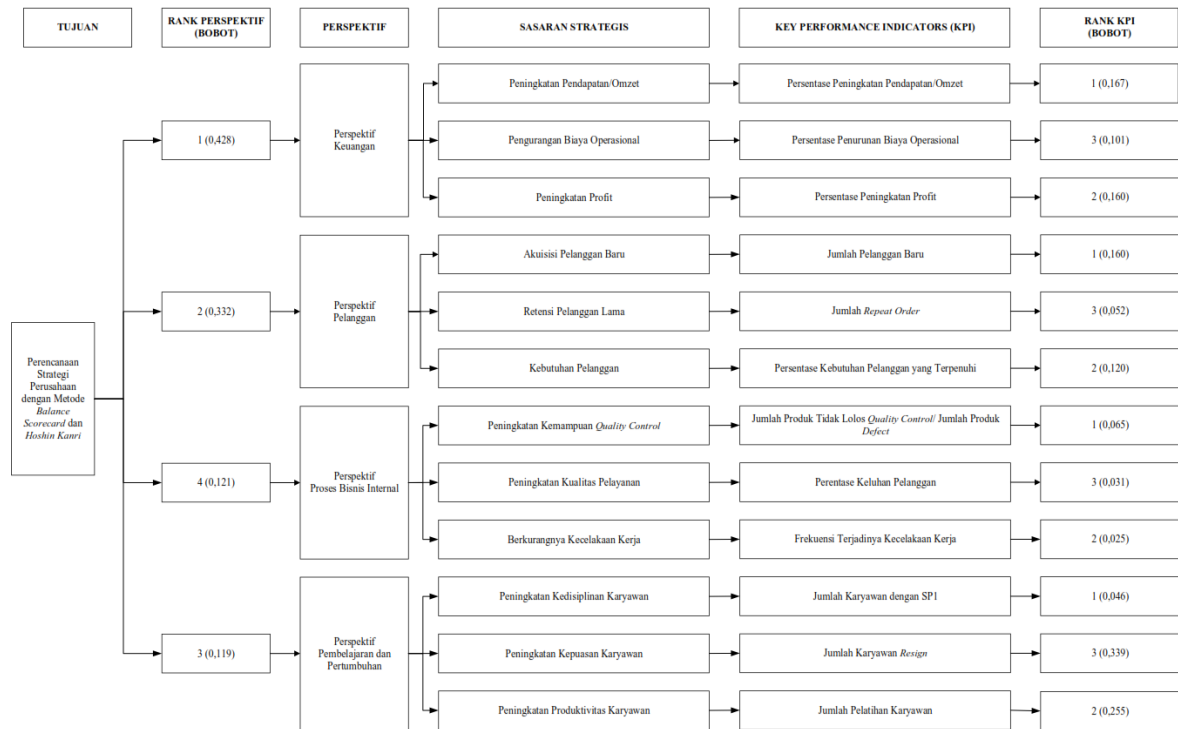 TUJUAN
RANK PERSPEKTIF
(BOBOT)
PERSPEKTIF
SASARAN STRATEGIS
KEY PERFORMANCE INDICATORS (KPI)
RANK KPI
(BOBOT)
Perencanaan
Strategi
Perusahaan
dengan Metode
Balance
Scorecard dan
Hoshin Kanri
1 (0,428)
Perspektif
Keuangan
Peningkatan Pendapatan/Omzet
Persentase Peningkatan Pendapatan/Omzet
1 (0,167)
Pengurangan Biaya Operasional
Persentase Penurunan Biaya Operasional
3 (0,101)
Peningkatan Profit
Persentase Peningkatan Profit
2 (0,160)
2 (0,332)
Perspektif
Pelanggan
Akuisisi Pelanggan Baru
Jumlah Pelanggan Baru
1 (0,160)
Retensi Pelanggan Lama
Jumlah Repeat Order
3 (0,052)
Kebutuhan Pelanggan
Persentase Kebutuhan Pelanggan yang Terpenuhi
2 (0,120)
4 (0,121)
Perspektif
Proses Bisnis Internal
Peningkatan Kemampuan Quality Control
Jumlah Produk Tidak Lolos Quality Control/ Jumlah Produk
Defect
1 (0,065)
Peningkatan Kualitas Pelayanan
Perentase Keluhan Pelanggan
3 (0,031)
Berkurangnya Kecelakaan Kerja
Frekuensi Terjadinya Kecelakaan Kerja
2 (0,025)
3 (0,119)
Perspektif
Pembelajaran dan
Pertumbuhan
Peningkatan Kedisiplinan Karyawan
Jumlah Karyawan dengan SP1
1 (0,046)
Peningkatan Kepuasan Karyawan
Jumlah Karyawan Resign
3 (0,339)
Peningkatan Produktivitas Karyawan
Jumlah Pelatihan Karyawan
2 (0,255)